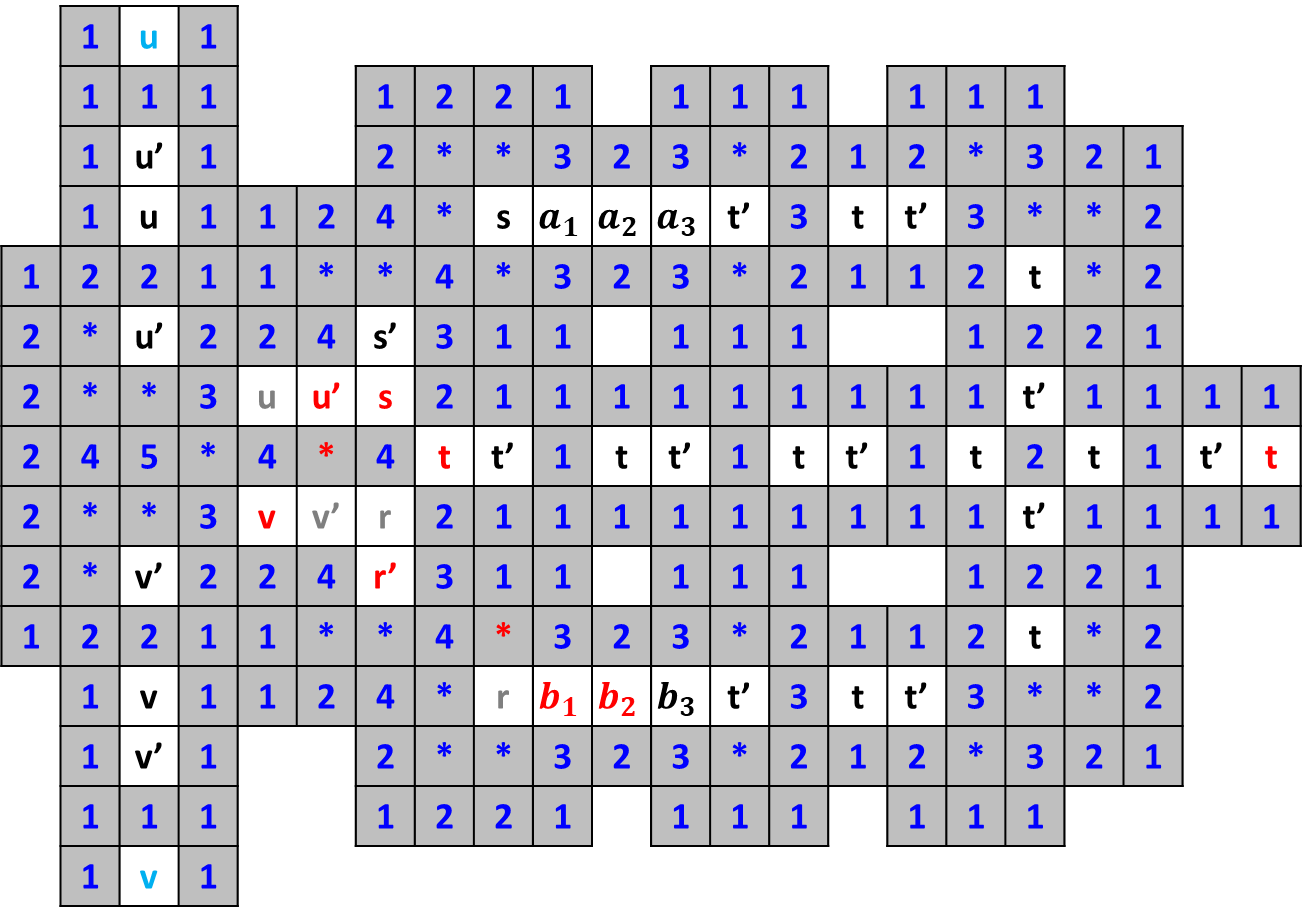 1 u 1
1 1 1 1 2 2 1 1 1 1 1 1 1
1 u’ 1 2 * * 3 2 3 * 2 1 2 * 3 2 1
1 u 1 1 2 4 * s a₁ a₂ a₃ t’ 3 t t’ 3 * * 2
1 2 2 1 1 * * 4 * 3 2 3 * 2 1 1 2 t * 2
2 * u’ 2 2 4 s’ 3 1 1 1 1 1 1 2 2 1
2 * * 3 u u’ s 2 1 1 1 1 1 1 1 1 1 t’ 1 1 1 1
2 4 5 * 4 * 4 t t’ 1 t t’ 1 t t’ 1 t 2 t 1 t’ t
2 * * 3 v v’ r 2 1 1 1 1 1 1 1 1 1 t’ 1 1 1 1
2 * v’ 2 2 4 r’ 3 1 1 1 1 1 1 2 2 1
1 2 2 1 1 * * 4 * 3 2 3 * 2 1 1 2 t * 2
1 v 1 1 2 4 * r b₁ b₂ b₃ t’ 3 t t’ 3 * * 2
1 v’ 1 2 * * 3 2 3 * 2 1 2 * 3 2 1
1 1 1 1 2 2 1 1 1 1 1 1 1
1 v 1